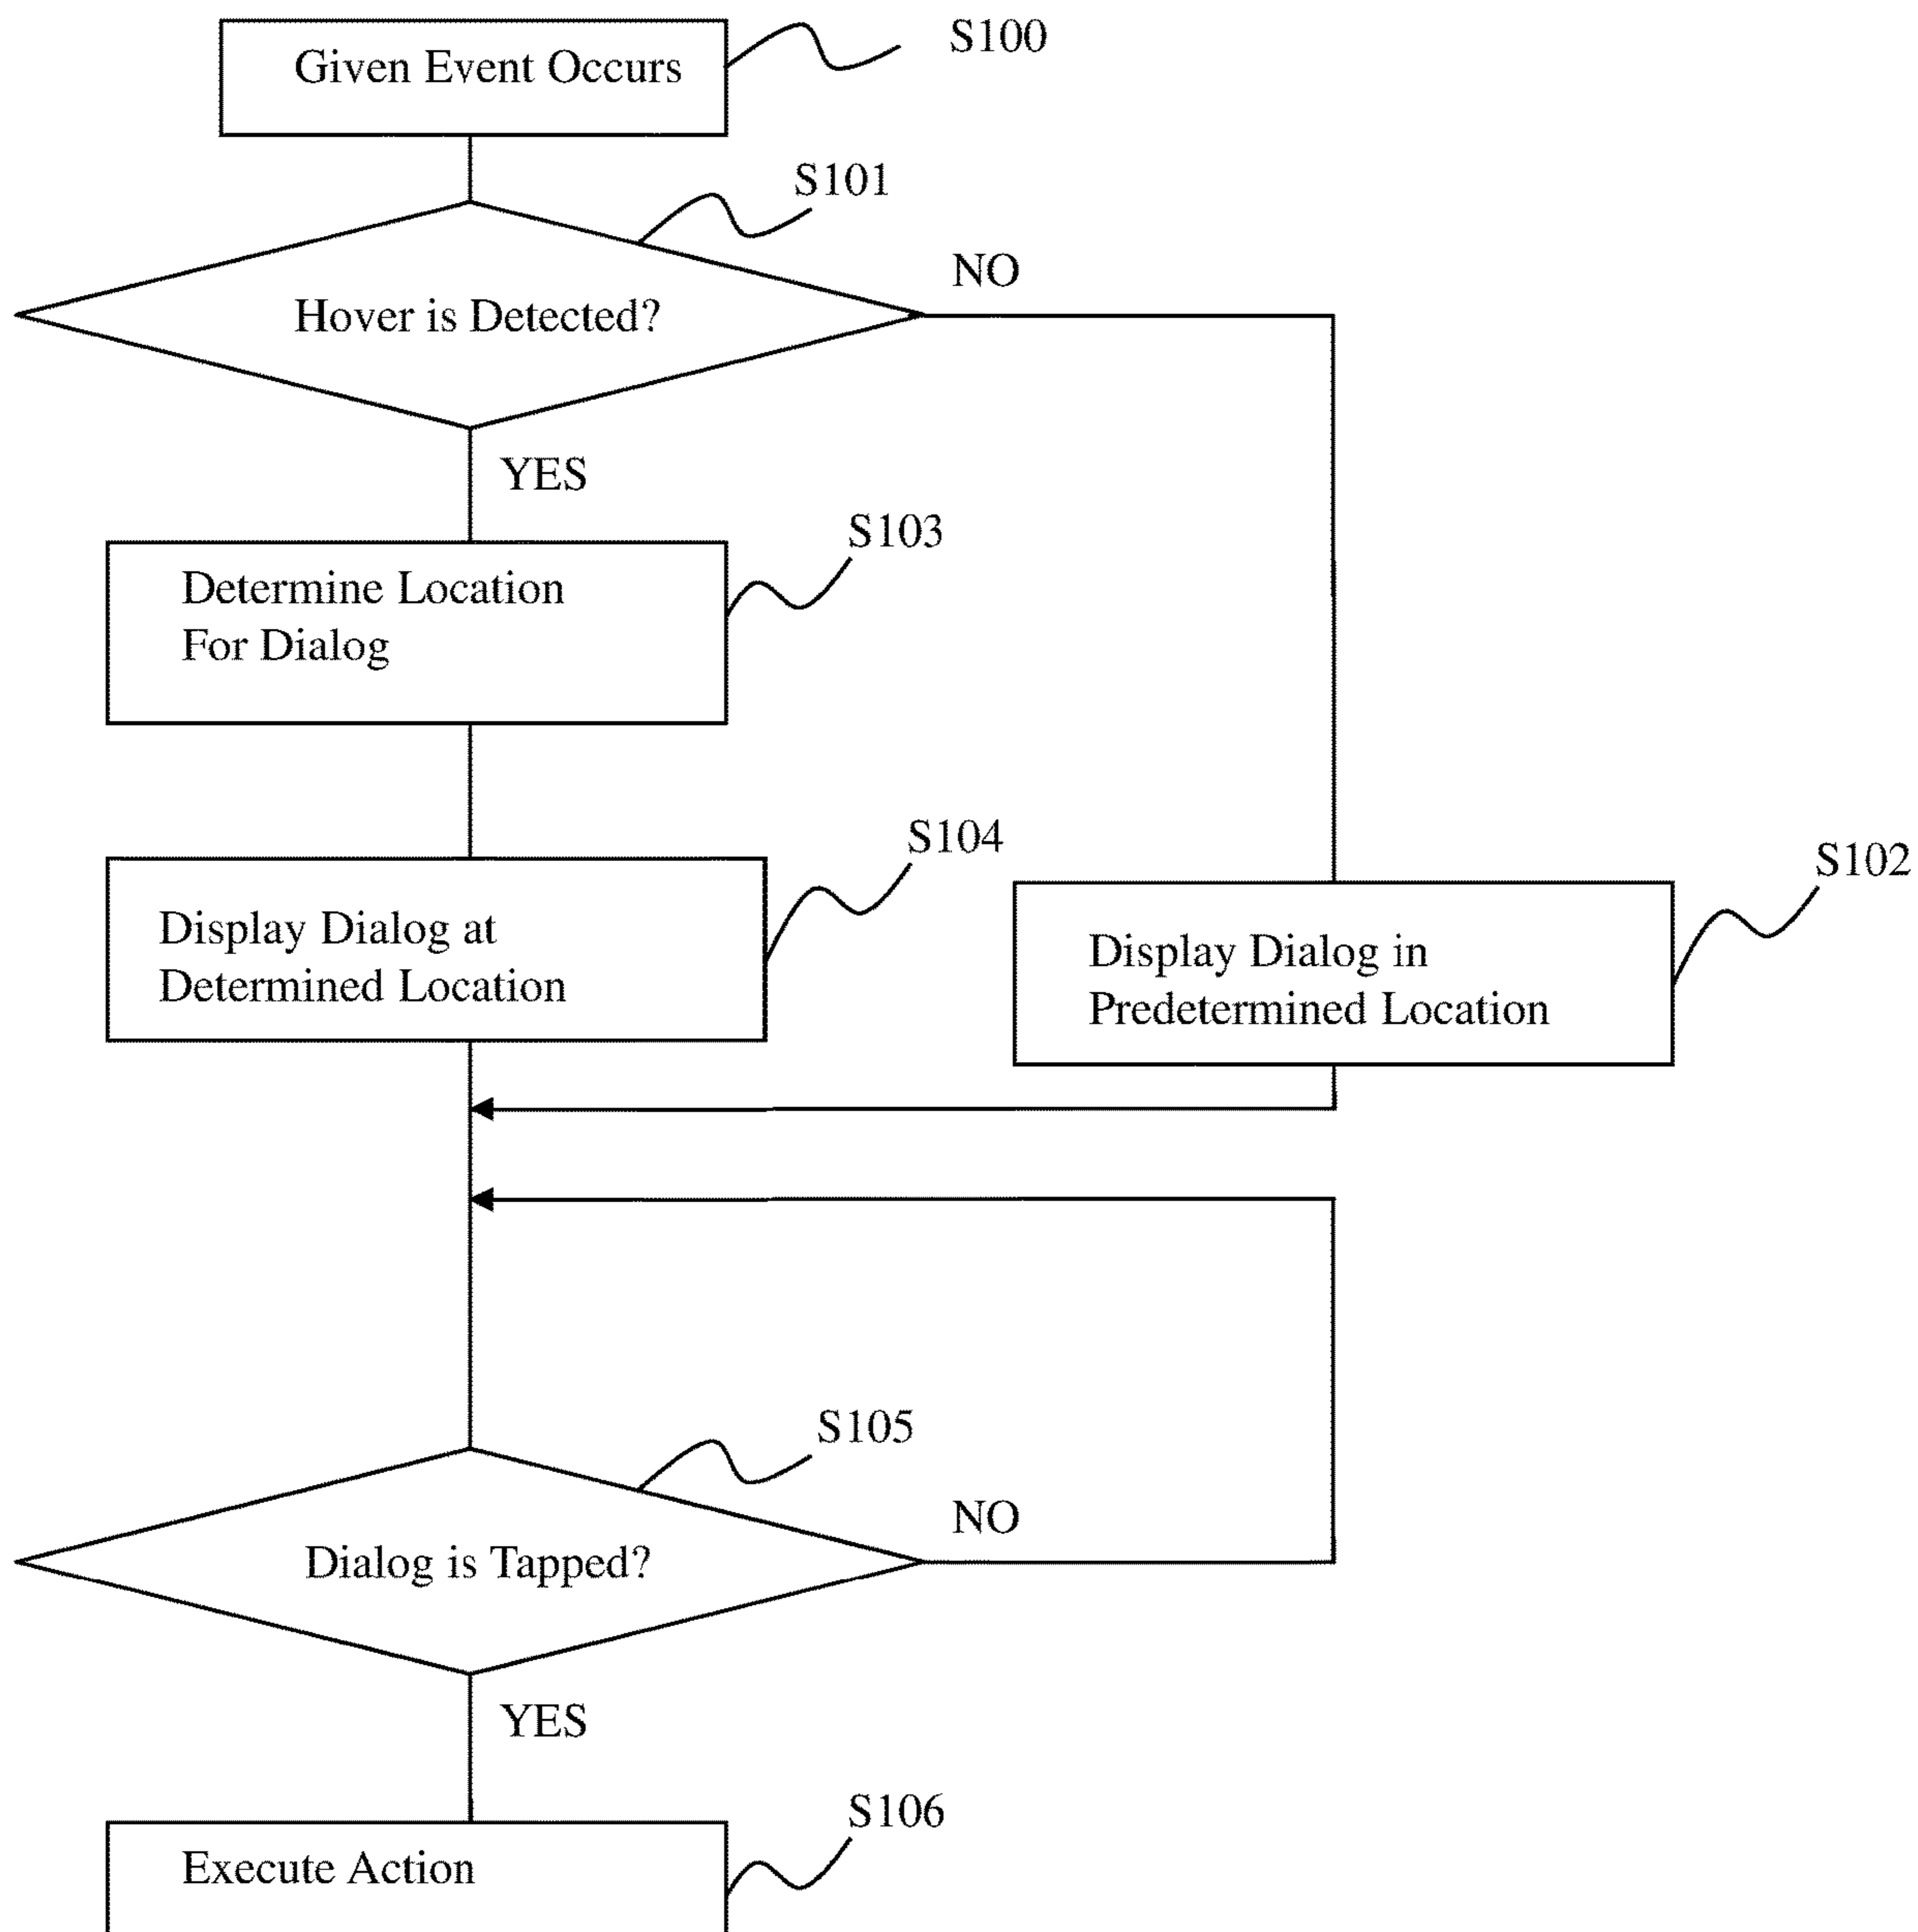 Given Event Occurs
S100
S101
Hover is Detected?
NO
YES
S103
Determine Location
For Dialog
S104
Display Dialog at
Determined Location
S102
Display Dialog in
Predetermined Location
S105
Dialog is Tapped?
NO
YES
S106
Execute Action